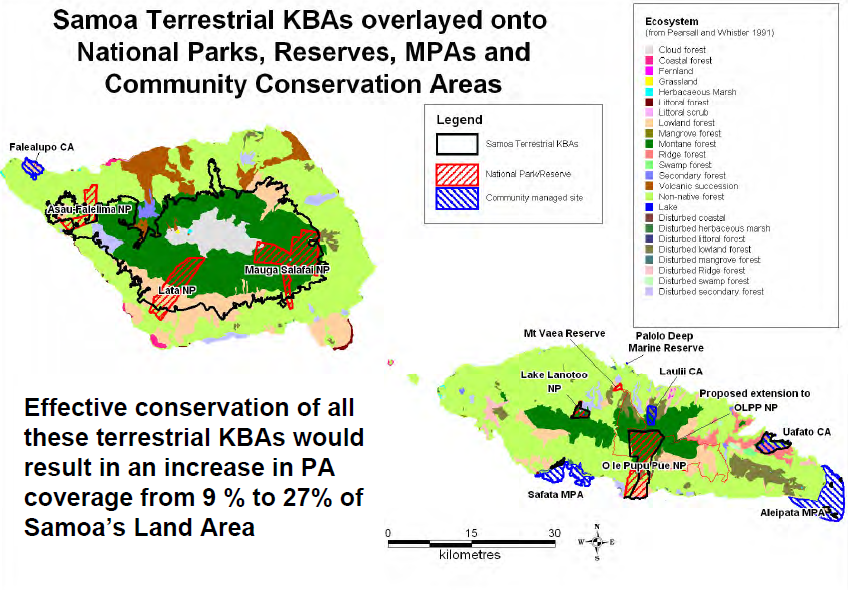 Samoa Terrestrial KBAs overlayed onto
National Parks, Reserves, MPAs and
Community Conservation Areas
Ecosystem
(from Pearsall and Whistler 1991)
Cloud forest
Coastal forest
Fernland
Grassland
Herbacaeous Marsh
Littoral forest
Littoral scrub
Lowland forest
Mangrove forest
Montane forest
Ridge forest
Swamp forest
Secondary forest
Volcanic succession
Non-native forest
Lake
Disturbed coastal
Disturbed herbaceous marsh
Disturbed littoral forest
Disturbed lowland forest
Disturbed mangrove forest
Disturbed Ridge forest
Disturbed swamp forest
Disturbed secondary forest
Legend
Samoa Terrestrial KBAs
National Park/Reserve
Community managed site
Falealupo CA
Asau-Falelima NP
Mauga Salafai NP
Lata NP
Mt Vaea Reserve
Palolo Deep
Marine Reserve
Lake Lanotoo
NP
Laulii CA
Proposed extension to
OLPP NP
Uafato CA
O le Pupu Pue NP
Safata MPA
Aleipata MPA
Effective conservation of all
these terrestrial KBAs would
result in an increase in PA
coverage from 9 % to 27% of
Samoa's Land Area
0 15 30
kilometres
N
W E
S